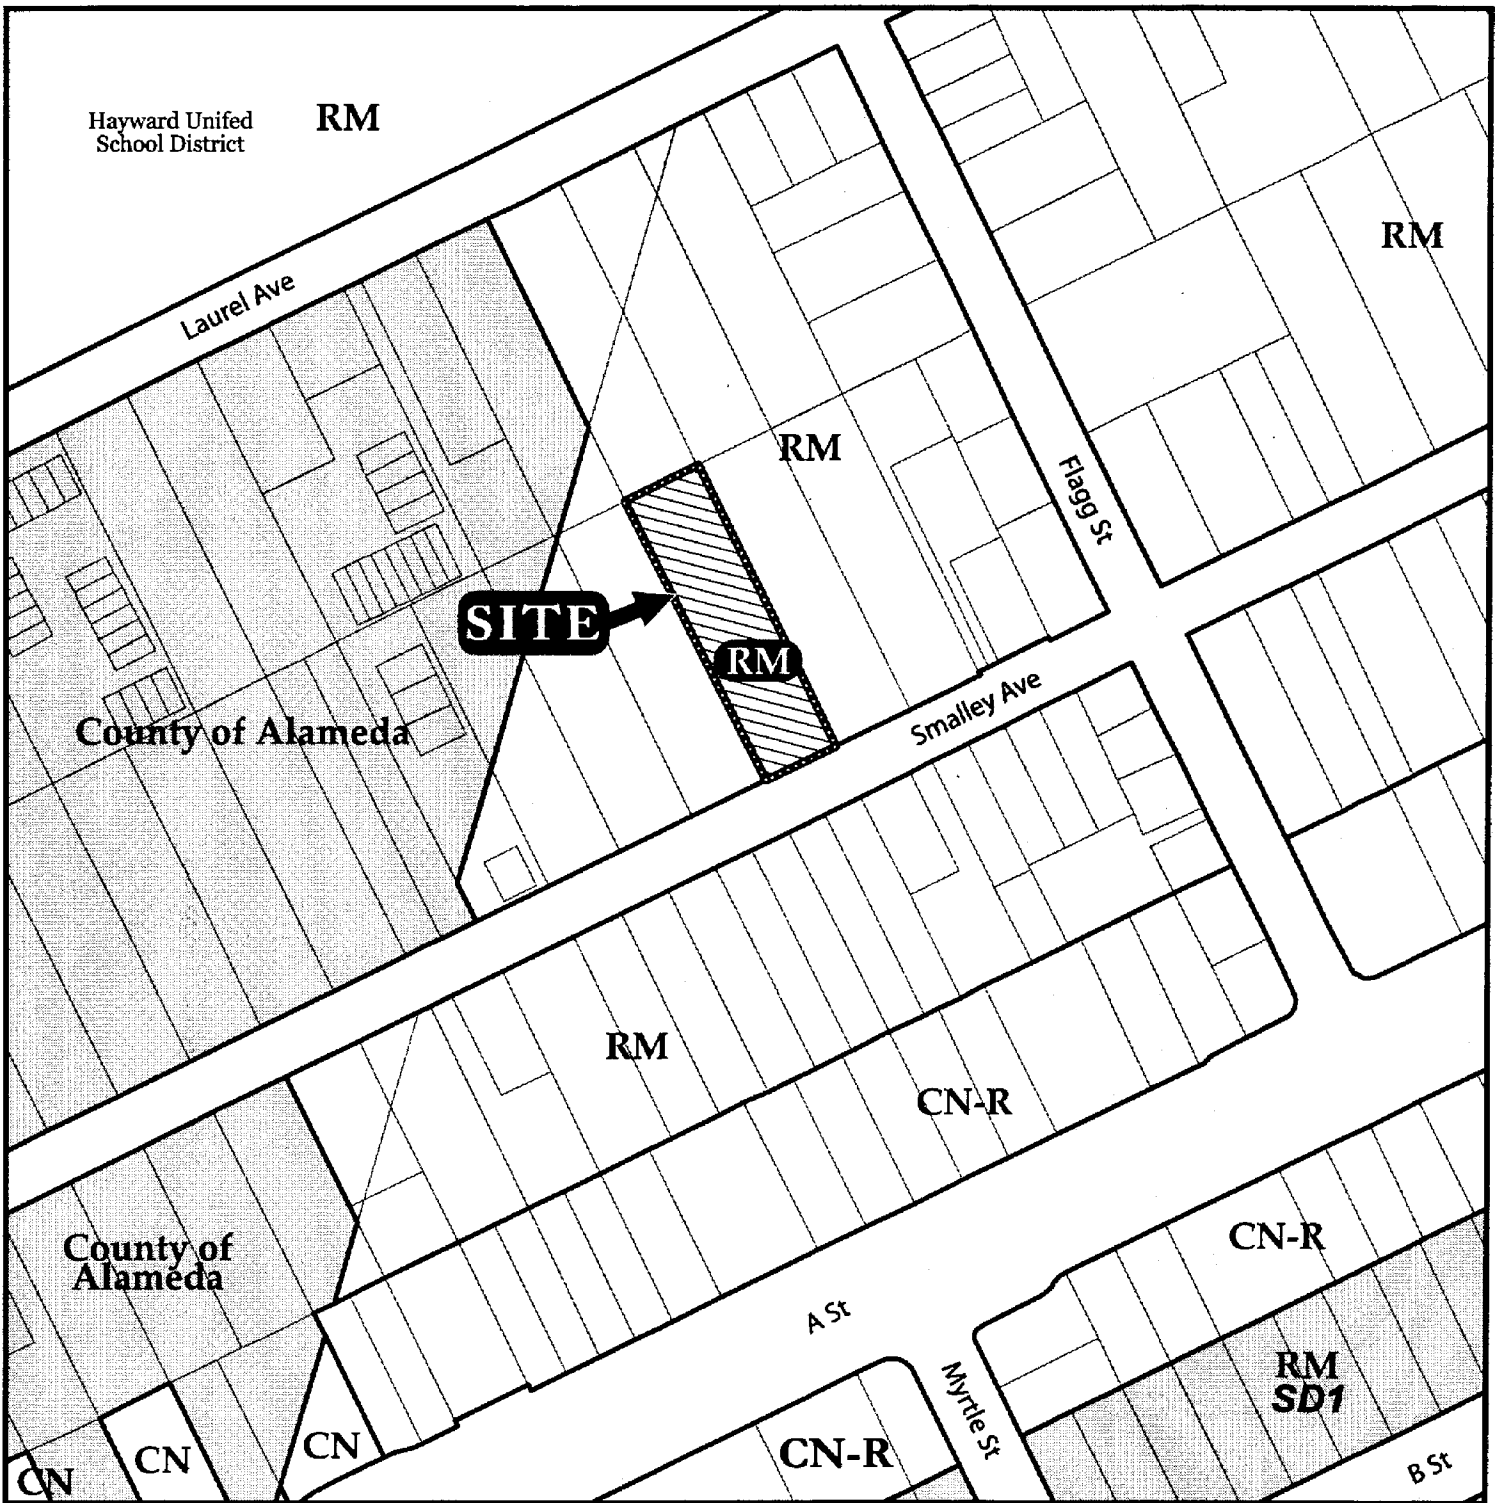 Hayward Unifed
School District
RM
RM
Laurel Ave
RM
Flagg St
SITE
RM
Smalley Ave
County of Alameda
RM
CN-R
County of
Alameda
CN-R
A St
Myrtle St
RM
SD1
CN
CN
CN
CN-R
B St